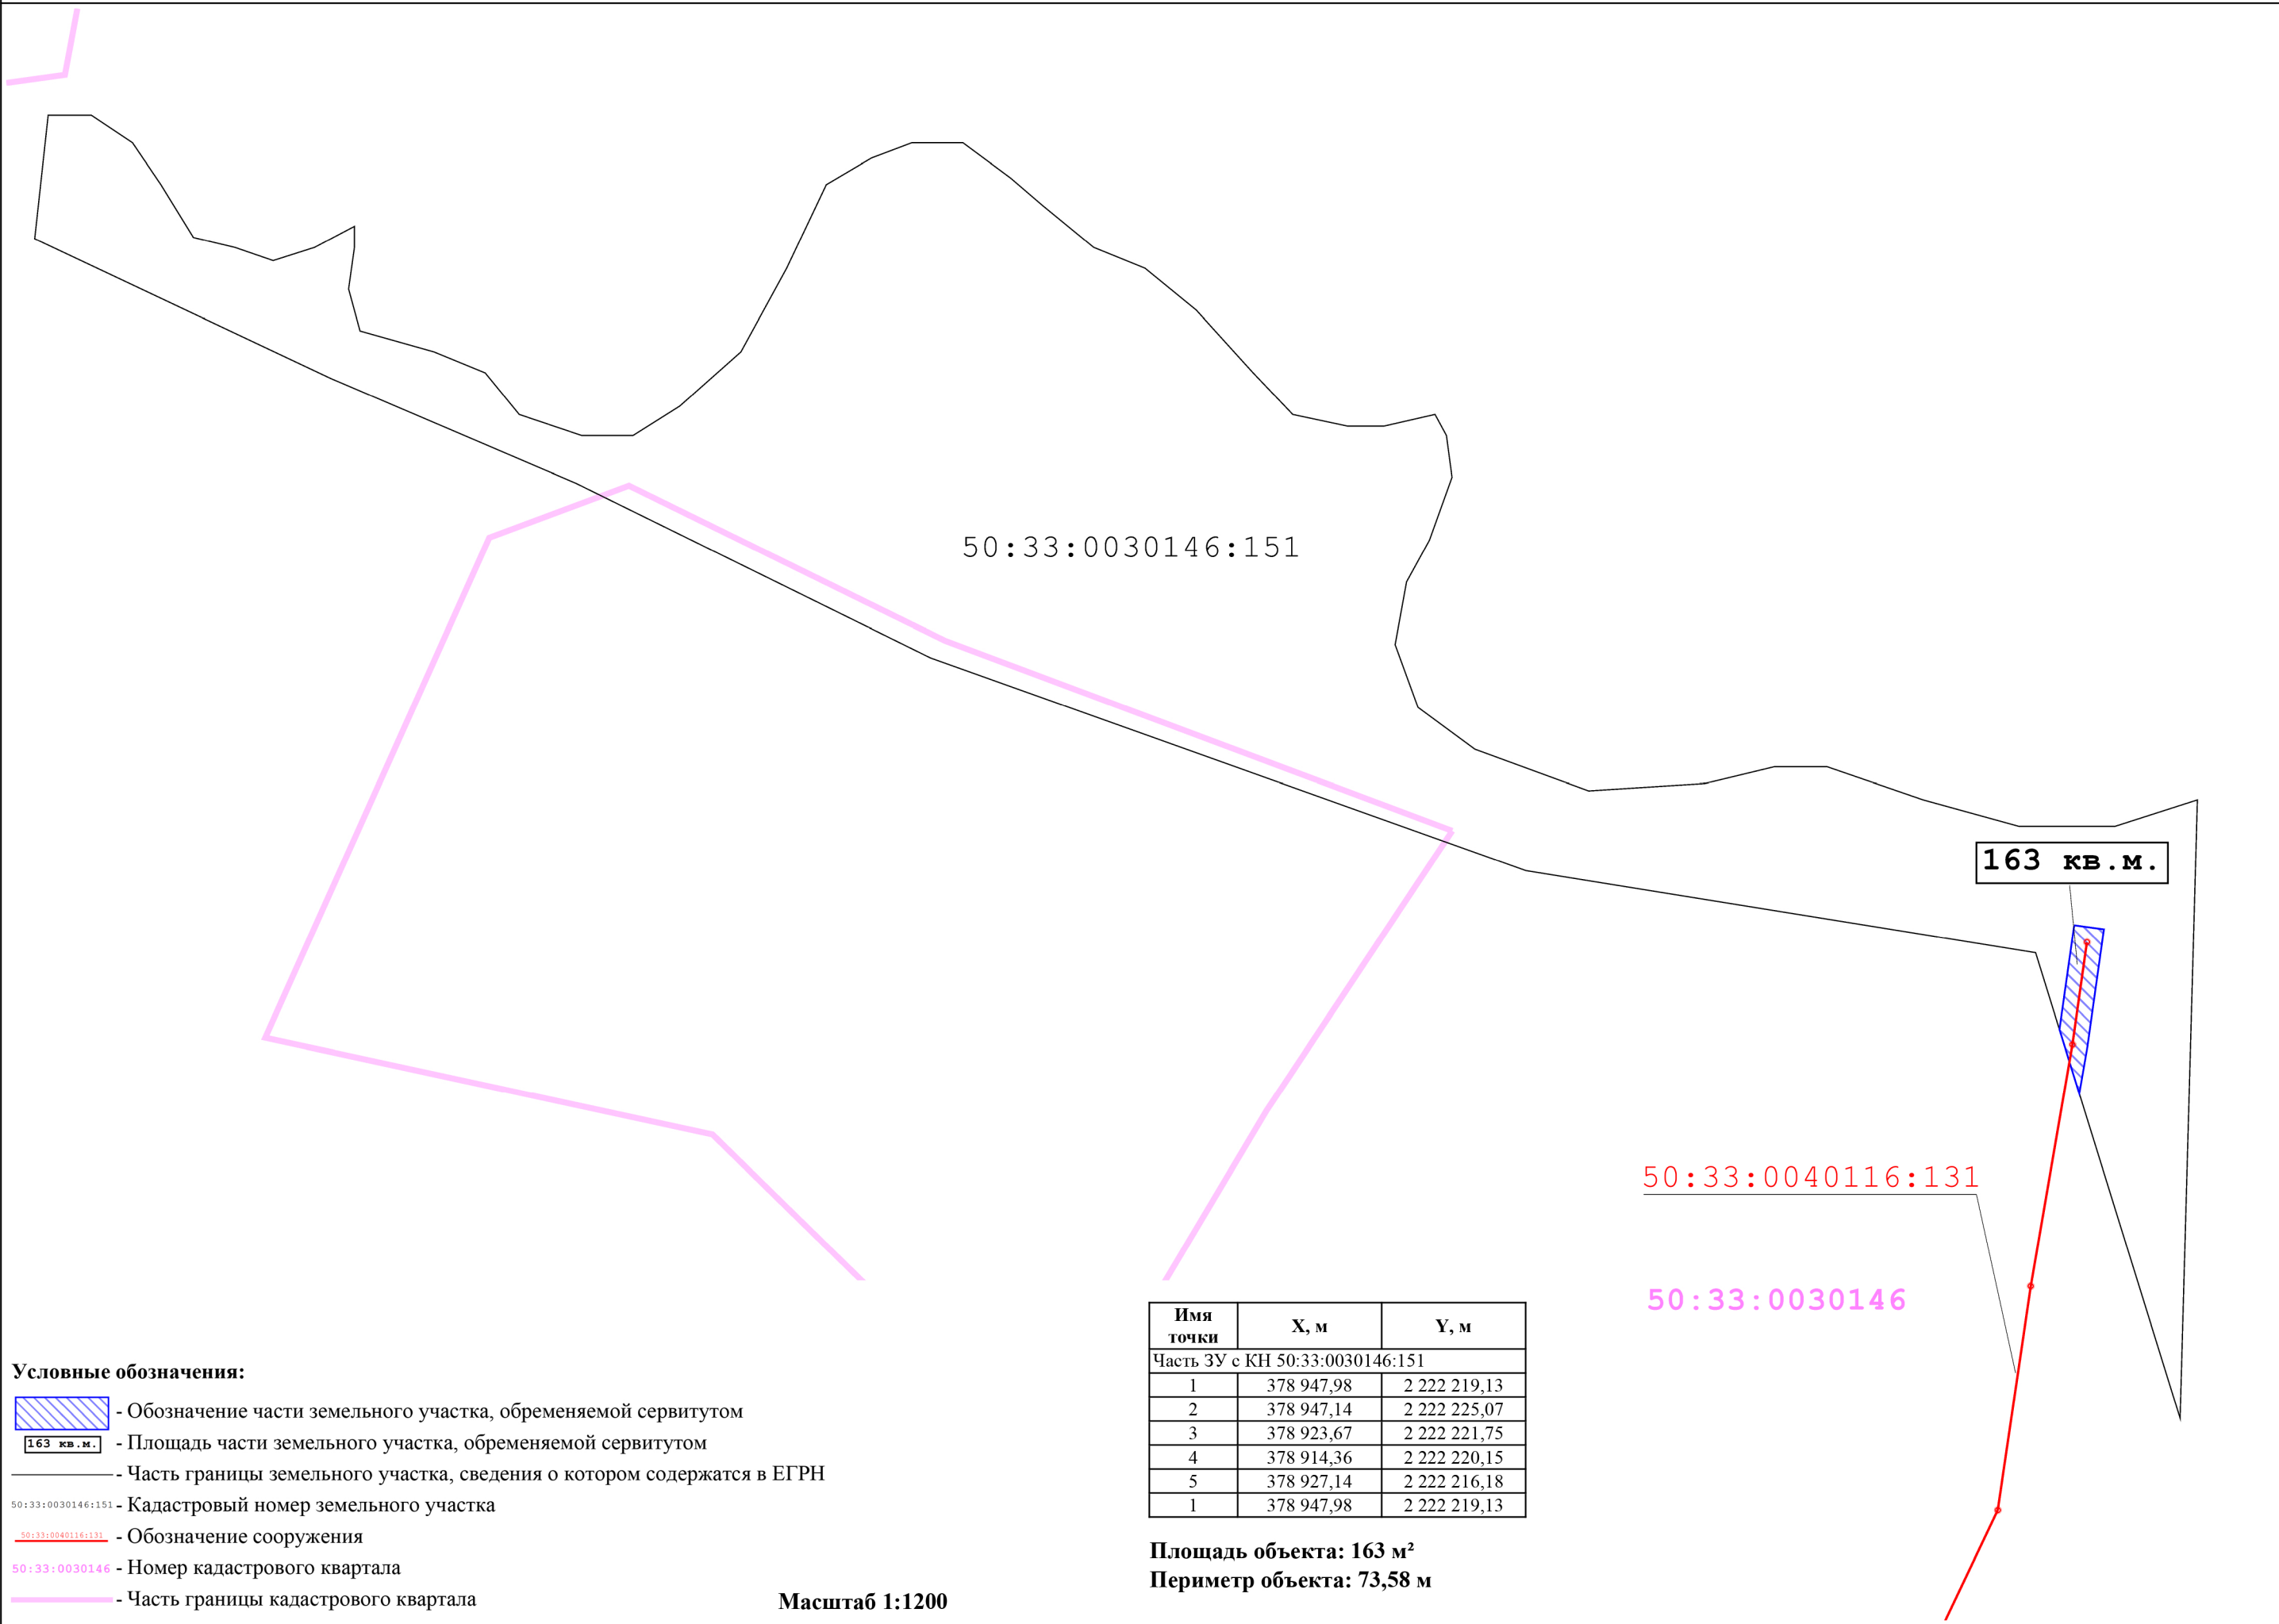 50:33:0030146:151
163 кв.м.
50:33:0040116:131
50:33:0030146
Имя точки X, м Y, м
Часть ЗУ с КН 50:33:0030146:151
1 378 947,98 2 222 219,13
2 378 947,14 2 222 225,07
3 378 923,67 2 222 221,75
4 378 914,36 2 222 220,15
5 378 927,14 2 222 216,18
1 378 947,98 2 222 219,13
Площадь объекта: 163 м²
Периметр объекта: 73,58 м
Условные обозначения:
- Обозначение части земельного участка, обременяемой сервитутом
163 кв.м. - Площадь части земельного участка, обременяемой сервитутом
- Часть границы земельного участка, сведения о котором содержатся в ЕГРН
50:33:0030146:151 - Кадастровый номер земельного участка
50:33:0040116:131 - Обозначение сооружения
50:33:0030146 - Номер кадастрового квартала
- Часть границы кадастрового квартала
Масштаб 1:1200